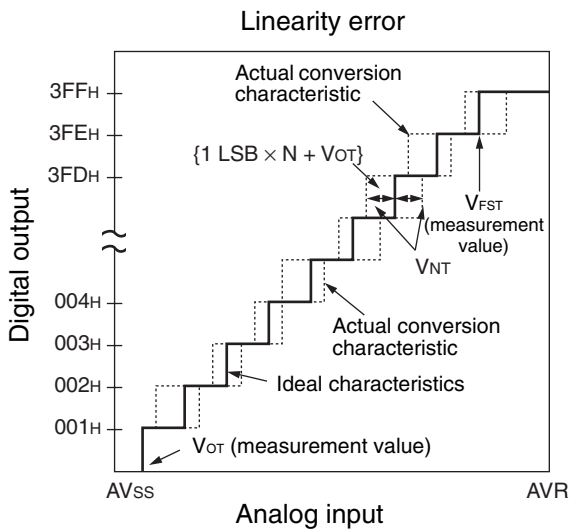 Linearity error
Actual conversion
characteristic
3FFH
3FEH
{1 LSB × N + VOT}
3FDH
VFST
(measurement
value)
VNT
Digital output
004H
Actual conversion
characteristic
003H
Ideal characteristics
002H
001H
VOT (measurement value)
AVSS
AVR
Analog input